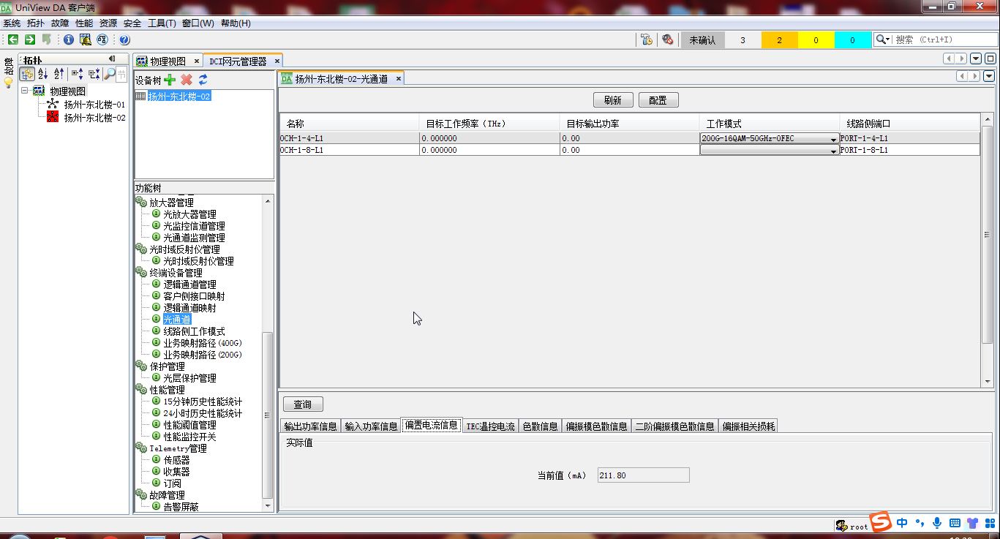 DA UniView DA 客户端
系统 拓扑 故障 性能 资源 安全 工具(T) 窗口(W) 帮助(H)
未确认 3 2 0 0 搜索 (Ctrl+I)
拓扑
物理视图
扬州-东北楼-01
扬州-东北楼-02
物理视图 × DCI网元管理器 ×
设备树
扬州-东北楼-02
功能树
放大器管理
光放大器管理
光监控信道管理
光通道监测管理
光时域反射仪管理
光时域反射仪管理
终端设备管理
逻辑通道管理
客户侧接口映射
逻辑通道映射
光通道
线路侧工作模式
业务映射路径(400G)
业务映射路径(200G)
保护管理
光层保护管理
性能管理
15分钟历史性能统计
24小时历史性能统计
性能阈值管理
性能监控开关
Telemetry管理
传感器
收集器
订阅
故障管理
告警屏蔽
DA 扬州-东北楼-02-光通道 ×
刷新 配置
名称 目标工作频率(THz) 目标输出功率 工作模式 线路侧端口
OCH-1-4-L1 0.000000 0.00 200G-16QAM-50GHz-OFEC PORT-1-4-L1
OCH-1-8-L1 0.000000 0.00 PORT-1-8-L1
查询
输出功率信息 输入功率信息 偏置电流信息 TEC温控电流 色散信息 偏振模色散信息 二阶偏振模色散信息 偏振相关损耗
实际值
当前值(mA) 211.80
root 中